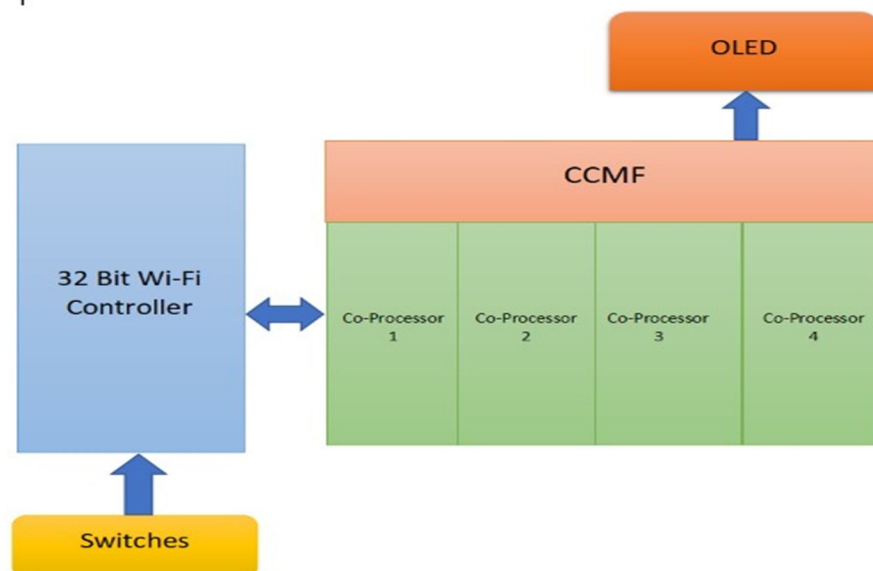 OLED
CCMF
32 Bit Wi-Fi
Controller
Co-Processor
1
Co-Processor
2
Co-Processor
3
Co-Processor
4
Switches